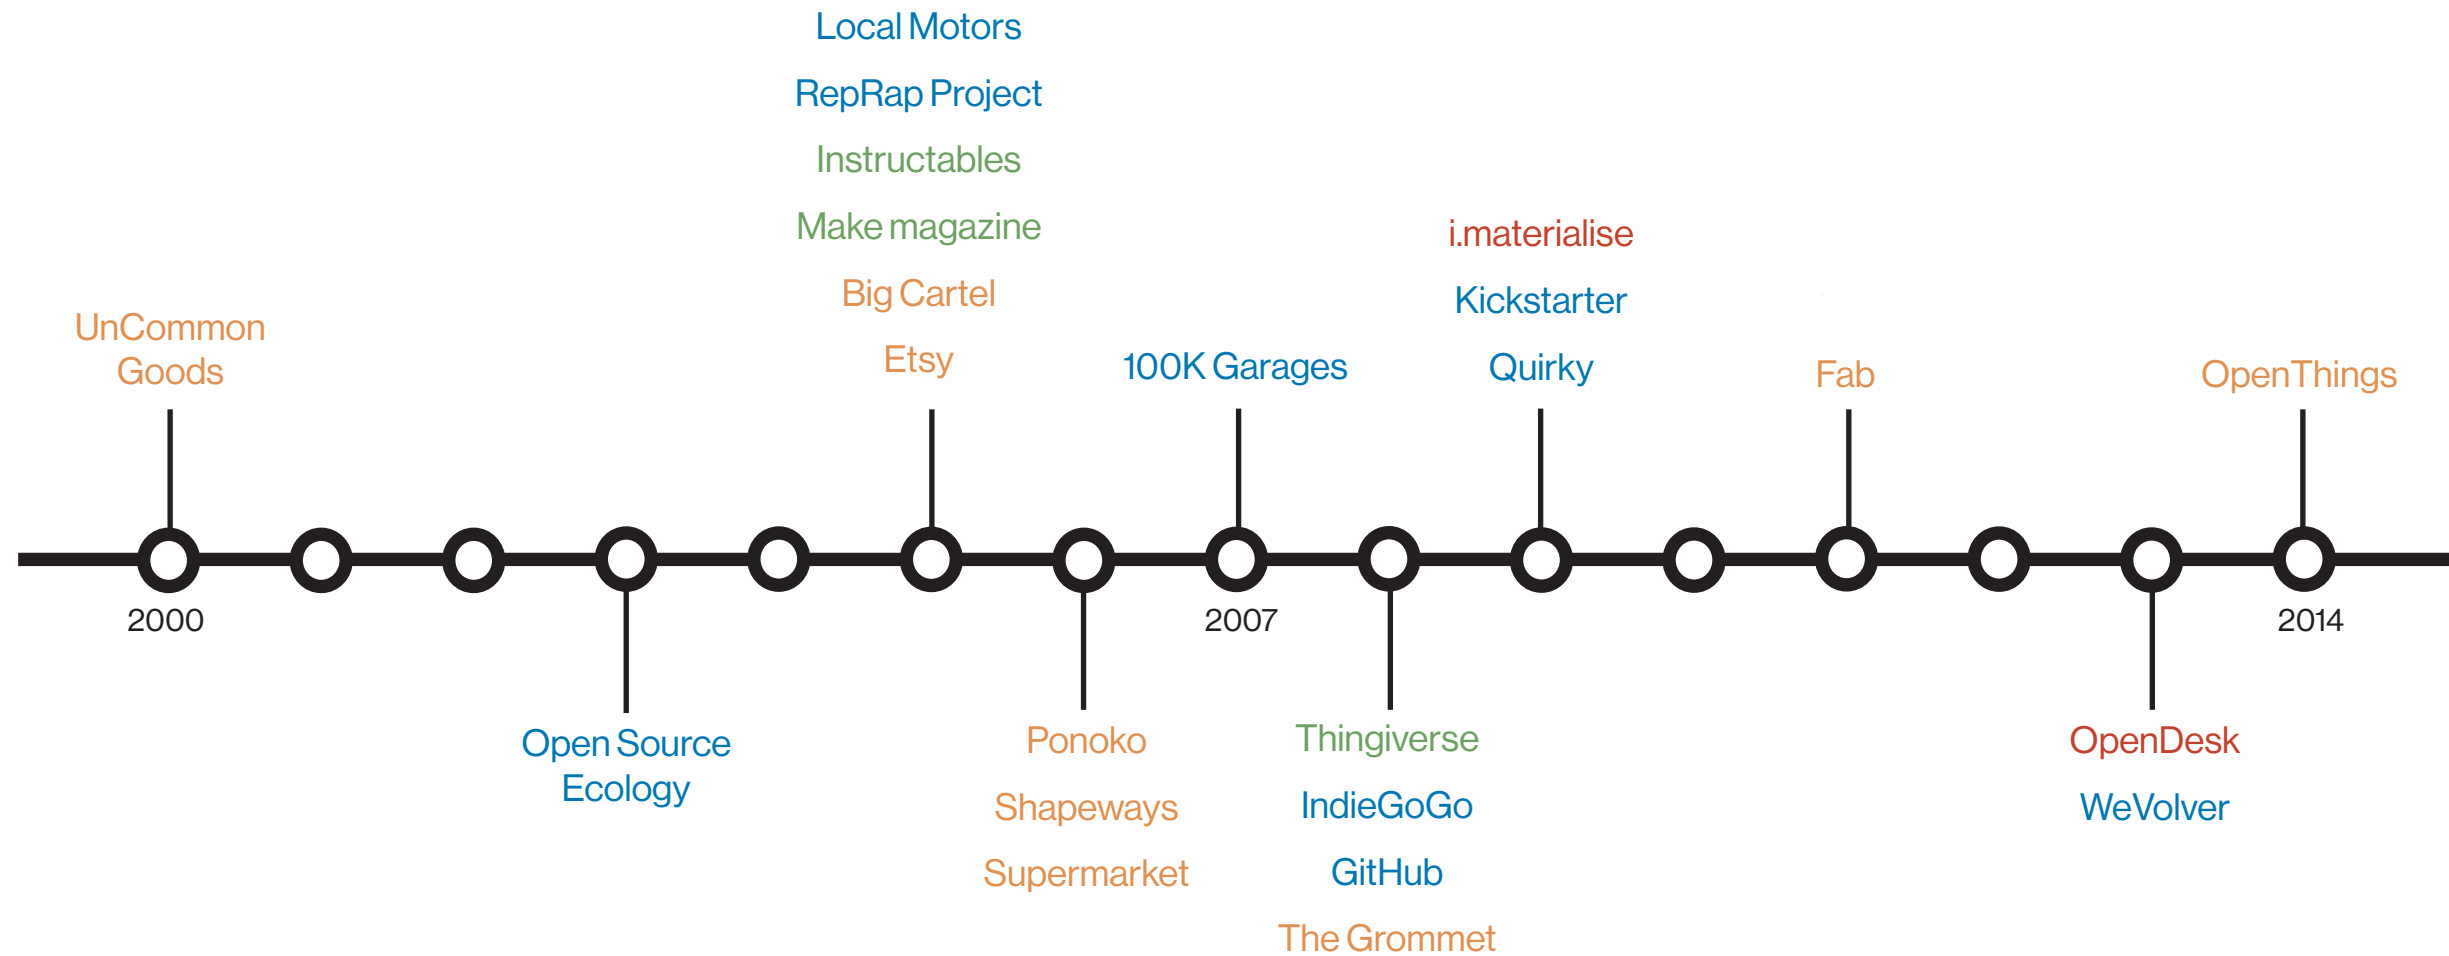 Local Motors
RepRap Project
Instructables
Make magazine
Big Cartel
Etsy
UnCommon
Goods
100K Garages
i.materialise
Kickstarter
Quirky
Fab
OpenThings
2000
2007
2014
Open Source
Ecology
Ponoko
Shapeways
Supermarket
Thingiverse
IndieGoGo
GitHub
The Grommet
OpenDesk
WeVolver